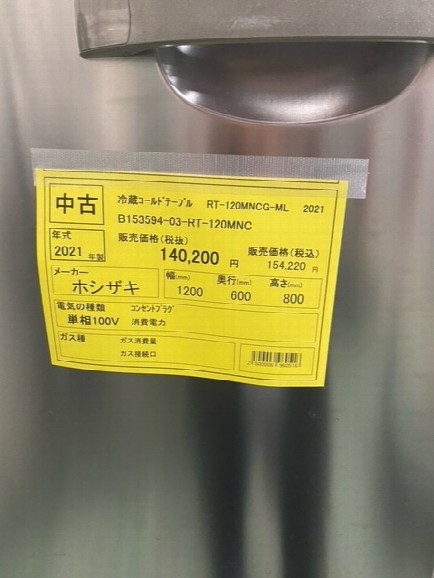 中古 冷蔵コールドテーブル RT-120MNCG-ML 2021
B153594-03-RT-120MNC
年式 2021 年製
販売価格(税抜) 140,200 円
販売価格(税込) 154,220 円
メーカー ホシザキ
幅(mm) 奥行(mm) 高さ(mm)
1200 600 800
電気の種類 コンセントプラグ
単相100V 消費電力
ガス種 ガス消費量
ガス接続口